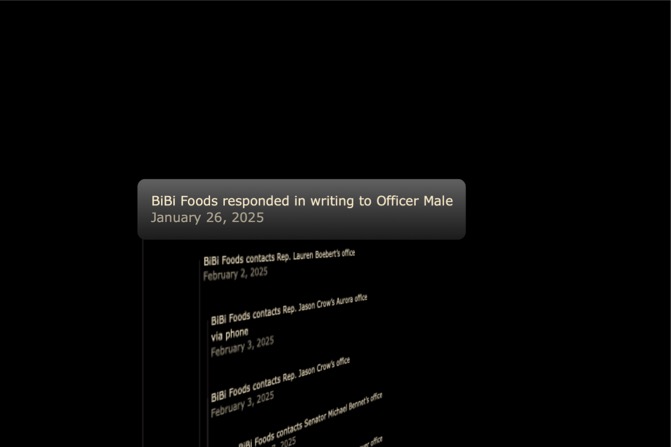 BiBi Foods responded in writing to Officer Male
January 26, 2025
BiBi Foods contacts Rep. Lauren Boebert's office
February 2, 2025
BiBi Foods contacts Rep. Jason Crow's Aurora office
via phone
February 3, 2025
BiBi Foods contacts Rep. Jason Crow's office
February 3, 2025
BiBi Foods contacts Senator Michael Bennet's office
2025
office